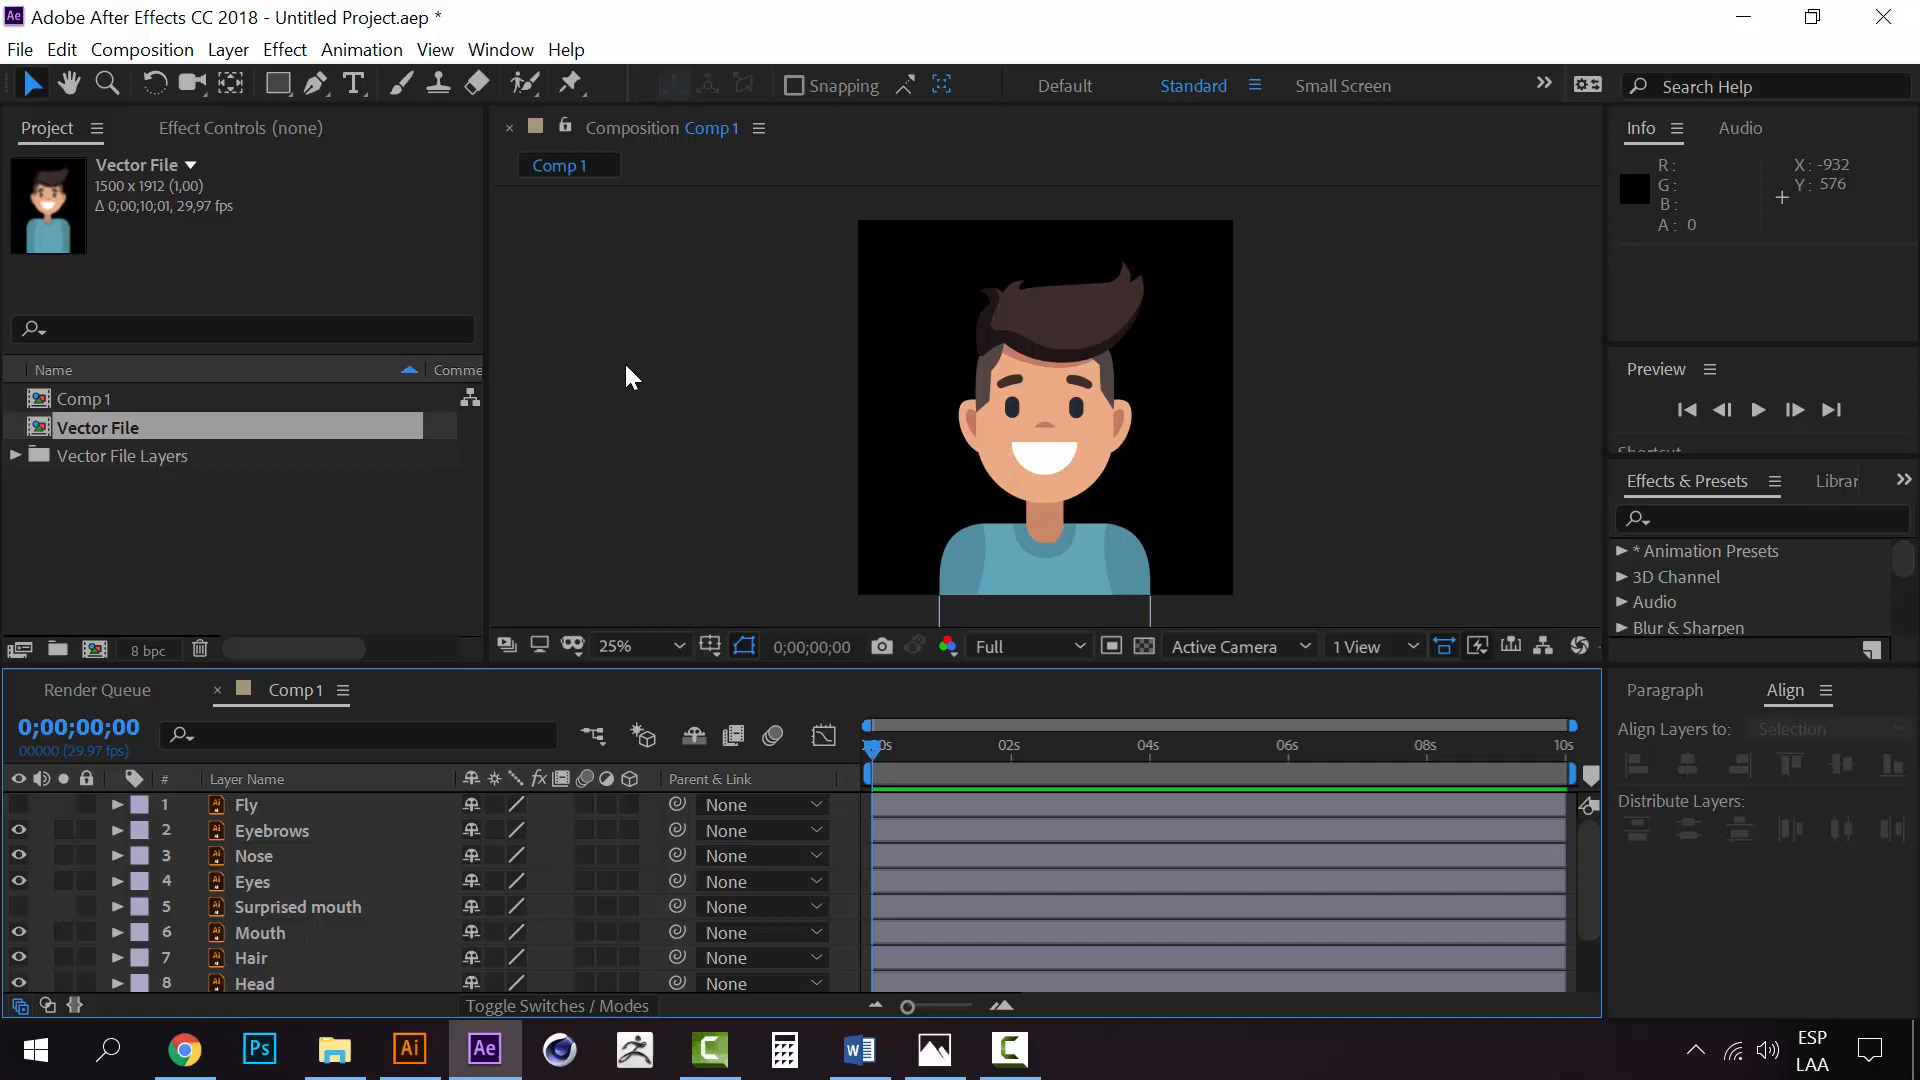 Adobe After Effects CC 2018 - Untitled Project.aep *
File Edit Composition Layer Effect Animation View Window Help
Snapping Default Standard Small Screen Search Help
Project Effect Controls (none)
Vector File
1500 x 1912 (1,00)
Δ 0;00;10;01, 29,97 fps
Name Comme
Comp 1
Vector File
Vector File Layers
8 bpc
Composition Comp 1
Comp 1
25% 0;00;00;00 Full Active Camera 1 View
Info Audio
R: X: -932
G: Y: 576
B:
A: 0
Preview
Effects & Presets Librar
* Animation Presets
3D Channel
Audio
Blur & Sharpen
Render Queue Comp 1
0;00;00;00
00000 (29.97 fps)
# Layer Name Parent & Link
1 Fly None
2 Eyebrows None
3 Nose None
4 Eyes None
5 Surprised mouth None
6 Mouth None
7 Hair None
8 Head None
Toggle Switches / Modes
02s 04s 06s 08s 10s
Paragraph Align
Align Layers to: Selection
Distribute Layers:
Ps Ai Ae
ESP
LAA